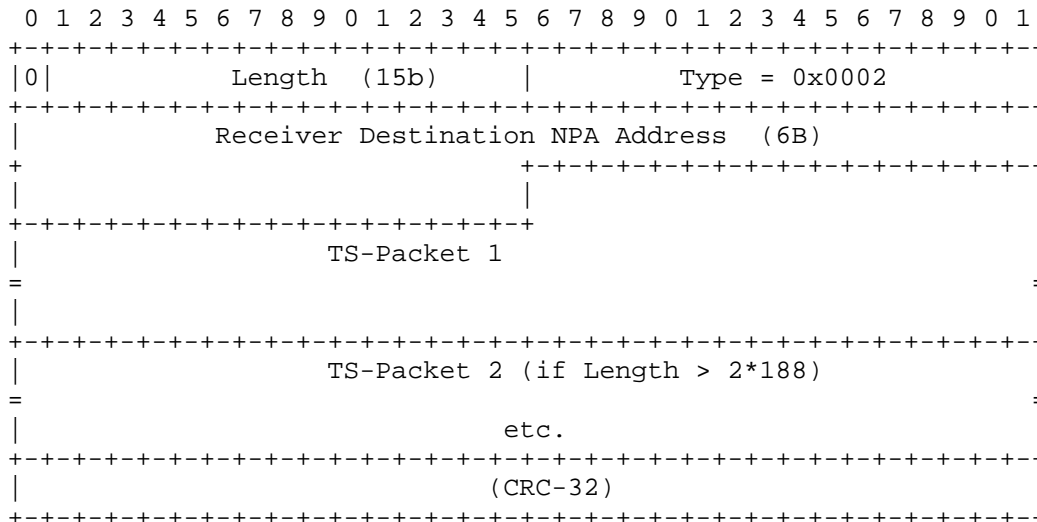 0 1 2 3 4 5 6 7 8 9 0 1 2 3 4 5 6 7 8 9 0 1 2 3 4 5 6 7 8 9 0 1
+-+-+-+-+-+-+-+-+-+-+-+-+-+-+-+-+-+-+-+-+-+-+-+-+-+-+-+-+-+-+-+--
|0| Length (15b) | Type = 0x0002
+-+-+-+-+-+-+-+-+-+-+-+-+-+-+-+-+-+-+-+-+-+-+-+-+-+-+-+-+-+-+-+--
| Receiver Destination NPA Address (6B)
+ +-+-+-+-+-+-+-+-+-+-+-+-+-+-+-+--
| |
+-+-+-+-+-+-+-+-+-+-+-+-+-+-+-+-+
| TS-Packet 1
= =
|
+-+-+-+-+-+-+-+-+-+-+-+-+-+-+-+-+-+-+-+-+-+-+-+-+-+-+-+-+-+-+-+--
| TS-Packet 2 (if Length > 2*188)
= =
| etc.
+-+-+-+-+-+-+-+-+-+-+-+-+-+-+-+-+-+-+-+-+-+-+-+-+-+-+-+-+-+-+-+--
| (CRC-32)
+-+-+-+-+-+-+-+-+-+-+-+-+-+-+-+-+-+-+-+-+-+-+-+-+-+-+-+-+-+-+-+--